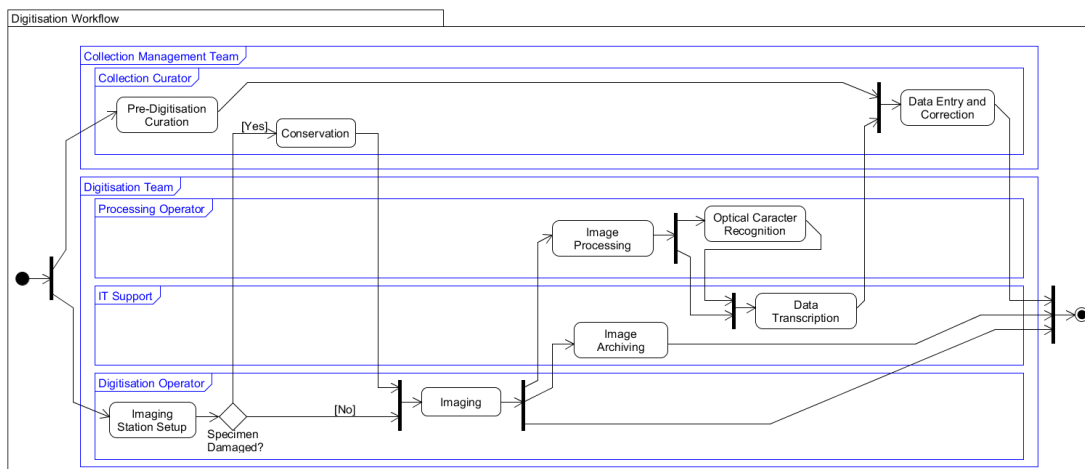 Digitisation Workflow
Collection Management Team
Collection Curator
Pre-Digitisation
Curation
[Yes]
Conservation
Data Entry and
Correction
Digitisation Team
Processing Operator
Image
Processing
Optical Caracter
Recognition
IT Support
Data
Transcription
Image
Archiving
Digitisation Operator
Imaging
Station Setup
Specimen
Damaged?
[No]
Imaging